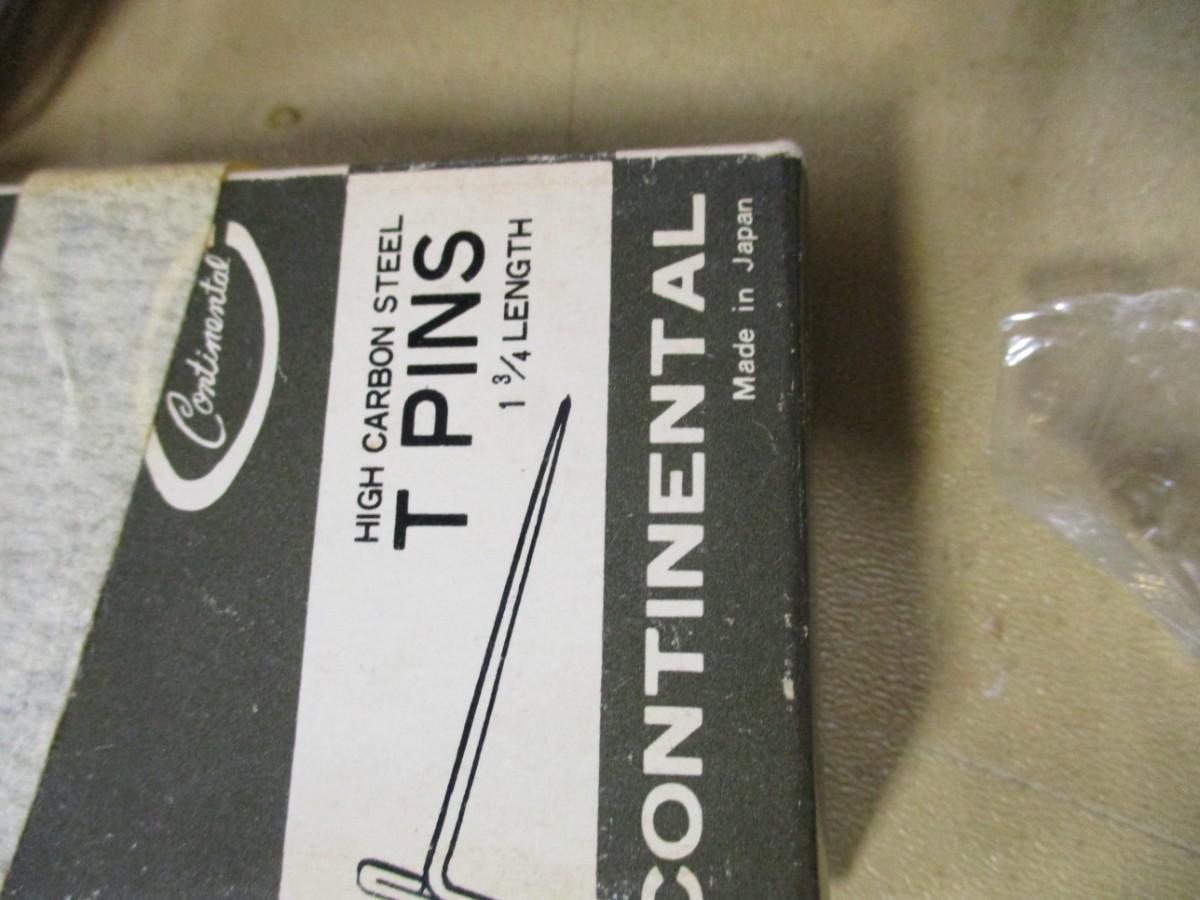 Continental
HIGH CARBON STEEL
T PINS
1 3/4 LENGTH
CONTINENTAL
Made in Japan